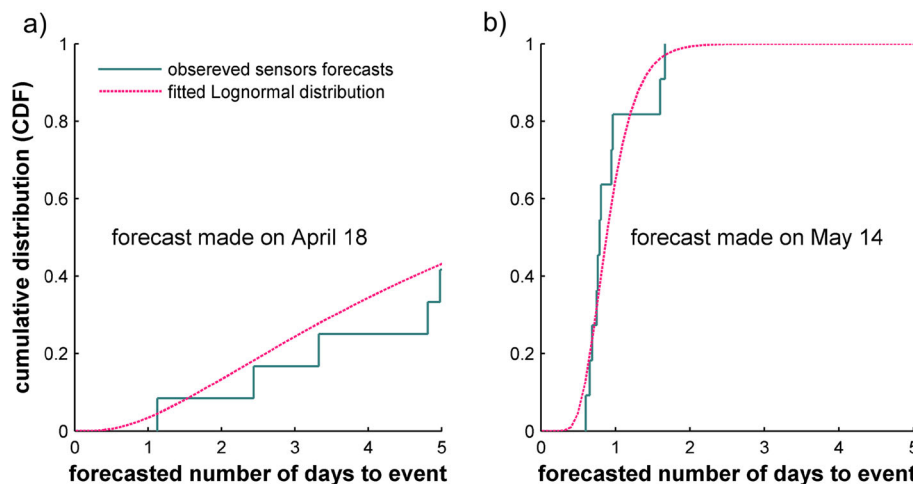 a)
1
0.8
0.6
0.4
0.2
0
cumulative distribution (CDF)
obsereved sensors forecasts
fitted Lognormal distribution
forecast made on April 18
0 1 2 3 4 5
forecasted number of days to event
b)
1
0.8
0.6
0.4
0.2
0
forecast made on May 14
0 1 2 3 4 5
forecasted number of days to event